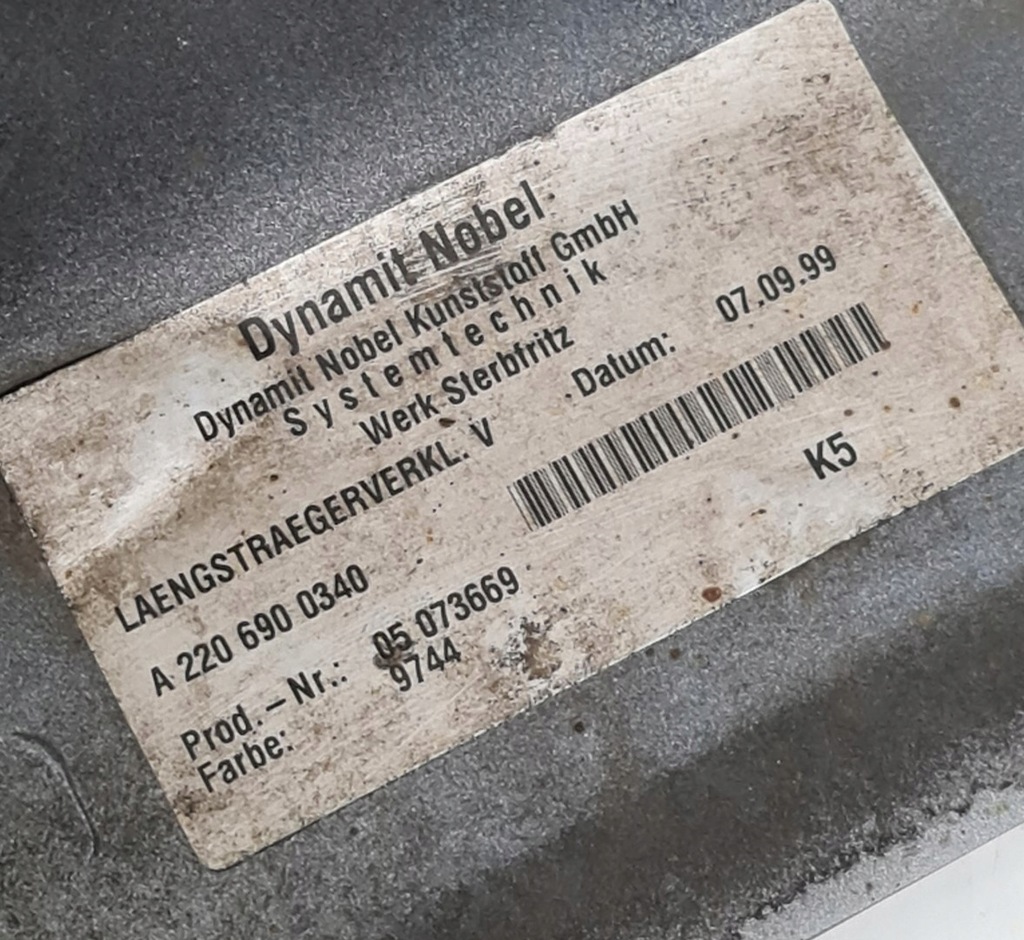 Dynamit Nobel
Dynamit Nobel Kunststoff GmbH
Systemtechnik
Werk Sterbfritz
Datum: 07.09.99
LAENGSTRAEGERVERKL. V
A 220 690 0340
K5
Prod.-Nr.: 05 073669
Farbe: 9744